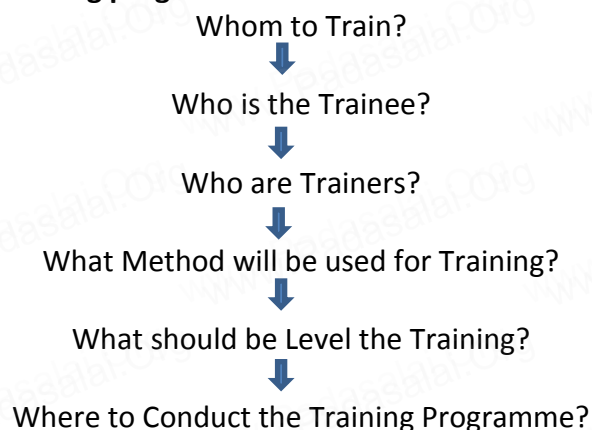 Whom to Train?
Who is the Trainee?
Who are Trainers?
What Method will be used for Training?
What should be Level the Training?
Where to Conduct the Training Programme?